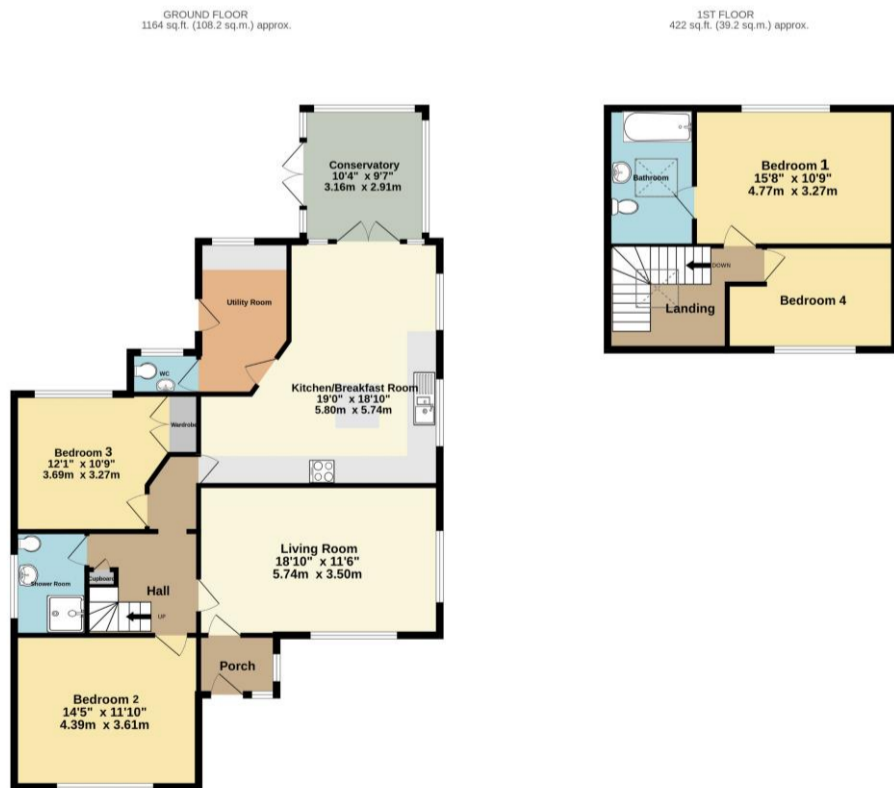 GROUND FLOOR
1164 sq.ft. (108.2 sq.m.) approx.
1ST FLOOR
422 sq.ft. (39.2 sq.m.) approx.
Conservatory
10'4" x 9'7"
3.16m x 2.91m
Utility Room
WC
Kitchen/Breakfast Room
19'0" x 18'10"
5.80m x 5.74m
Wardrobe
Bedroom 3
12'1" x 10'9"
3.69m x 3.27m
Living Room
18'10" x 11'6"
5.74m x 3.50m
Shower Room
Cupboard
Hall
UP
Porch
Bedroom 2
14'5" x 11'10"
4.39m x 3.61m
Bathroom
Bedroom 1
15'8" x 10'9"
4.77m x 3.27m
DOWN
Landing
Bedroom 4